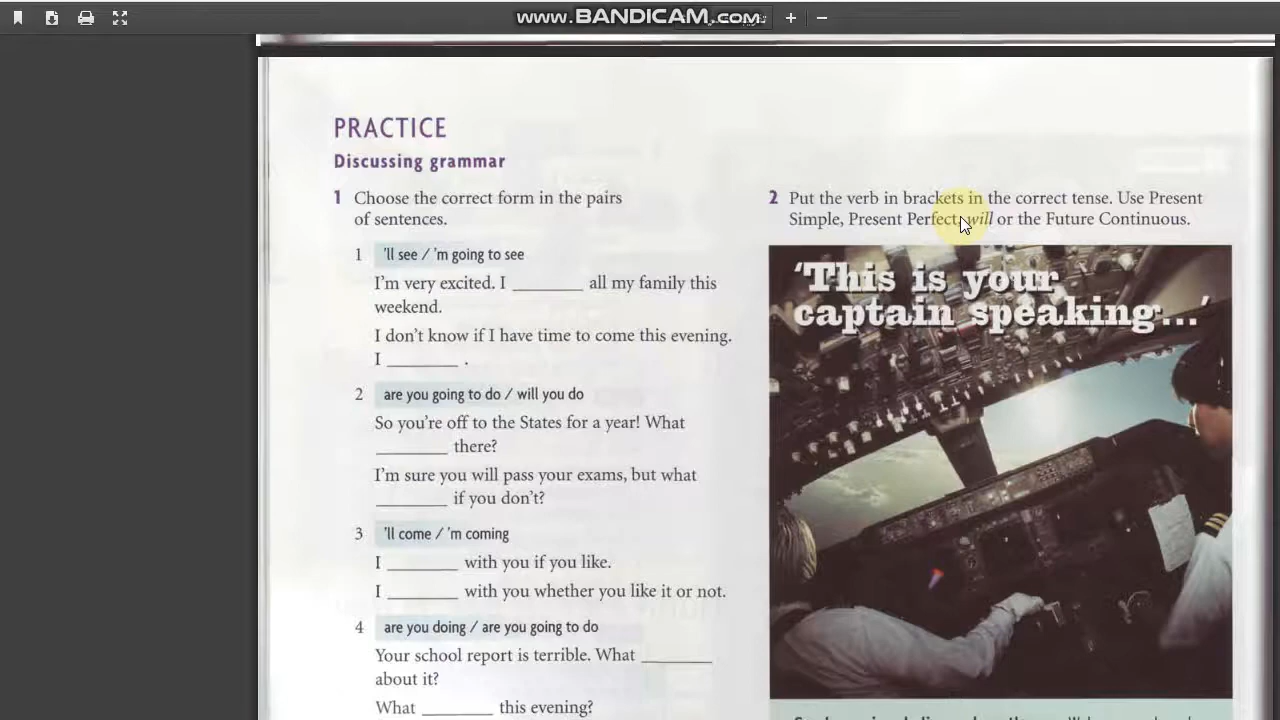 www.BANDICAM.com
PRACTICE
Discussing grammar
1 Choose the correct form in the pairs
of sentences.
1 'll see / 'm going to see
I'm very excited. I ________ all my family this
weekend.
I don't know if I have time to come this evening.
I ________ .
2 are you going to do / will you do
So you're off to the States for a year! What
________ there?
I'm sure you will pass your exams, but what
________ if you don't?
3 'll come / 'm coming
I ________ with you if you like.
I ________ with you whether you like it or not.
4 are you doing / are you going to do
Your school report is terrible. What ________
about it?
What ________ this evening?
2 Put the verb in brackets in the correct tense. Use Present
Simple, Present Perfect, will or the Future Continuous.
'This is your
captain speaking...'